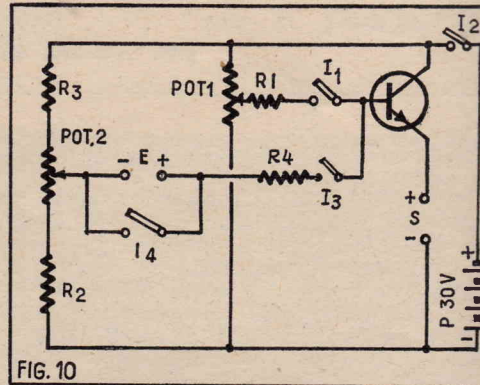 I2
R3
POT1
R1
I1
POT,2
- E +
R4
I3
+
S
-
I4
R2
+
P 30V
-
FIG. 10